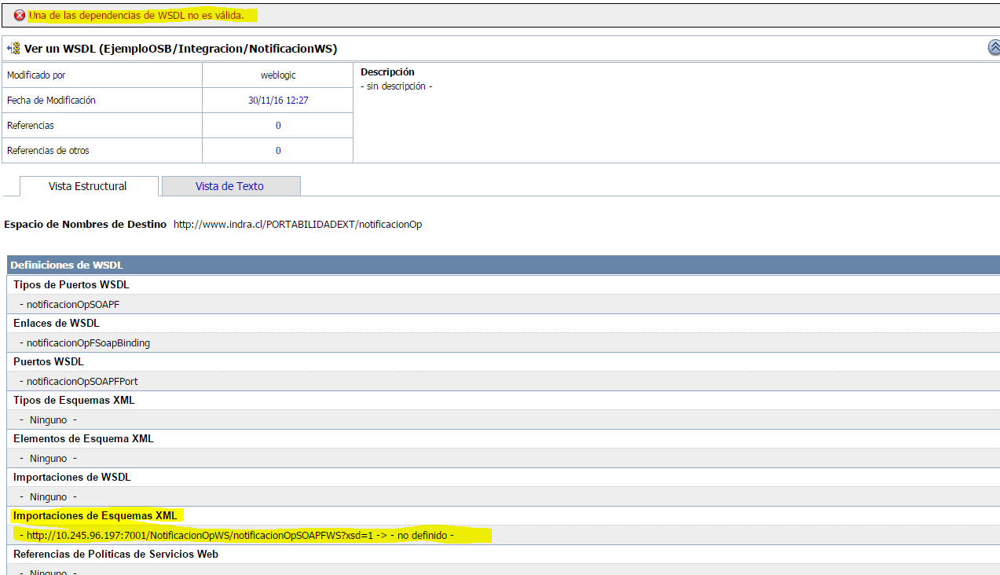 Una de las dependencias de WSDL no es válida.
Ver un WSDL (EjemploOSB/Integracion/NotificacionWS)
Modificado por weblogic
Fecha de Modificación 30/11/16 12:27
Referencias 0
Referencias de otros 0
Descripción
- sin descripción -
Vista Estructural Vista de Texto
Espacio de Nombres de Destino http://www.indra.cl/PORTABILIDADEXT/notificacionOp
Definiciones de WSDL
Tipos de Puertos WSDL
- notificacionOpSOAPF
Enlaces de WSDL
- notificacionOpFSoapBinding
Puertos WSDL
- notificacionOpSOAPFPort
Tipos de Esquemas XML
- Ninguno -
Elementos de Esquema XML
- Ninguno -
Importaciones de WSDL
- Ninguno -
Importaciones de Esquemas XML
- http://10.245.96.197:7001/NotificacionOpWS/notificacionOpSOAPFWS?xsd=1 -> - no definido -
Referencias de Políticas de Servicios Web
- Ninguno -